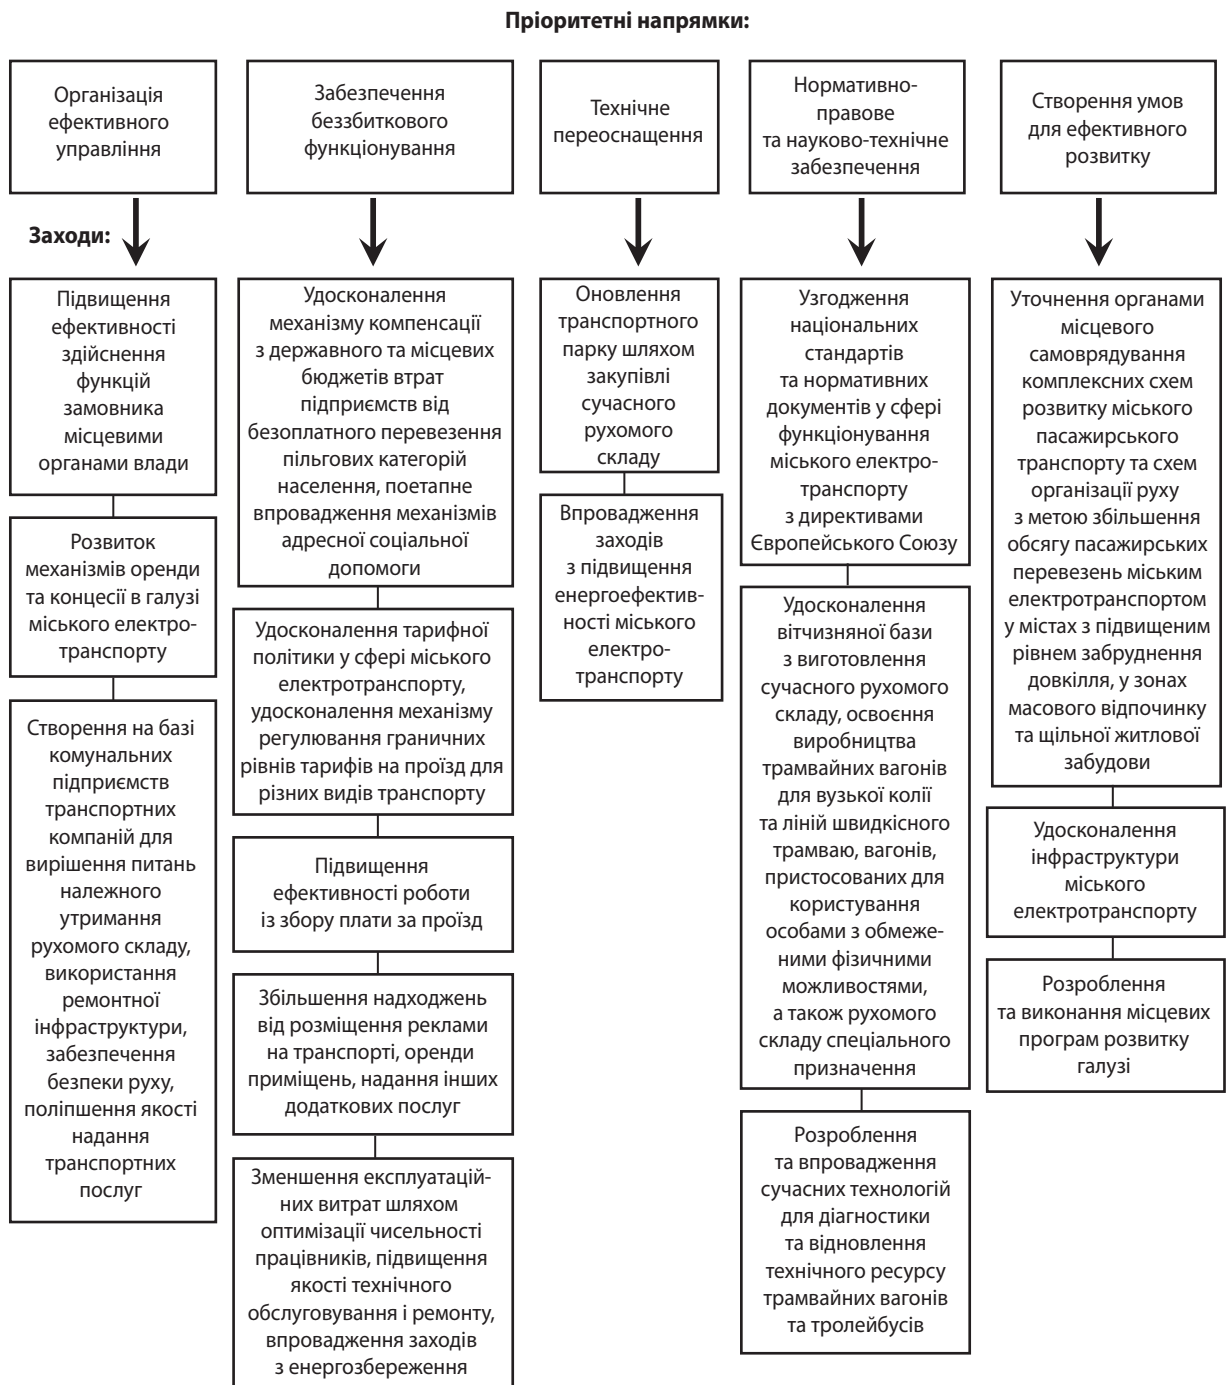 Пріоритетні напрямки:
Організація
ефективного
управління
Забезпечення
беззбиткового
функціонування
Технічне
переоснащення
Нормативно-
правове
та науково-технічне
забезпечення
Створення умов
для ефективного
розвитку
Заходи:
Підвищення
ефективності
здійснення
функцій
замовника
місцевими
органами влади
Розвиток
механізмів оренди
та концесії в галузі
міського електро-
транспорту
Створення на базі
комунальних
підприємств
транспортних
компаній для
вирішення питань
належного
утримання
рухомого складу,
використання
ремонтної
інфраструктури,
забезпечення
безпеки руху,
поліпшення якості
надання
транспортних
послуг
Удосконалення
механізму компенсації
з державного та місцевих
бюджетів втрат
підприємств від
безоплатного перевезення
пільгових категорій
населення, поетапне
впровадження механізмів
адресної соціальної
допомоги
Удосконалення тарифної
політики у сфері міського
електротранспорту,
удосконалення механізму
регулювання граничних
рівнів тарифів на проїзд для
різних видів транспорту
Підвищення
ефективності роботи
із збору плати за проїзд
Збільшення надходжень
від розміщення реклами
на транспорті, оренди
приміщень, надання інших
додаткових послуг
Зменшення експлуатацій-
них витрат шляхом
оптимізації чисельності
працівників, підвищення
якості технічного
обслуговування і ремонту,
впровадження заходів
з енергозбереження
Оновлення
транспортного
парку шляхом
закупівлі
сучасного
рухомого
складу
Впровадження
заходів
з підвищення
енергоефектив-
ності міського
електро-
транспорту
Узгодження
національних
стандартів
та нормативних
документів у сфері
функціонування
міського електро-
транспорту
з директивами
Європейського Союзу
Удосконалення
вітчизняної бази
з виготовлення
сучасного рухомого
складу, освоєння
виробництва
трамвайних вагонів
для вузької колії
та ліній швидкісного
трамваю, вагонів,
пристосованих для
користування
особами з обмеже-
ними фізичними
можливостями,
а також рухомого
складу спеціального
призначення
Розроблення
та впровадження
сучасних технологій
для діагностики
та відновлення
технічного ресурсу
трамвайних вагонів
та тролейбусів
Уточнення органами
місцевого
самоврядування
комплексних схем
розвитку міського
пасажирського
транспорту та схем
організації руху
з метою збільшення
обсягу пасажирських
перевезень міським
електротранспортом
у містах з підвищеним
рівнем забруднення
довкілля, у зонах
масового відпочинку
та щільної житлової
забудови
Удосконалення
інфраструктури
міського
електротранспорту
Розроблення
та виконання місцевих
програм розвитку
галузі